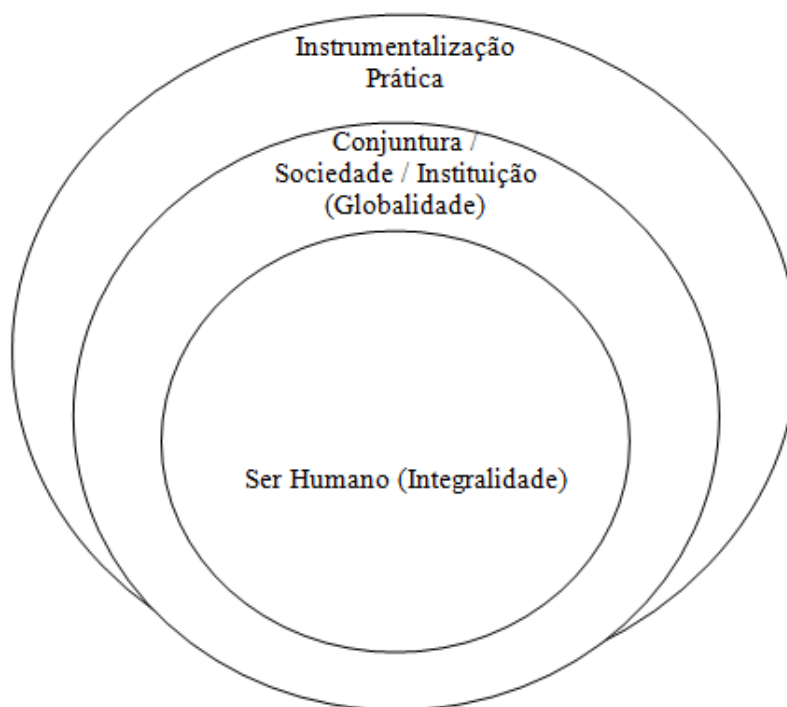 Instrumentalização
Prática
Conjuntura /
Sociedade / Instituição
(Globalidade)
Ser Humano (Integralidade)